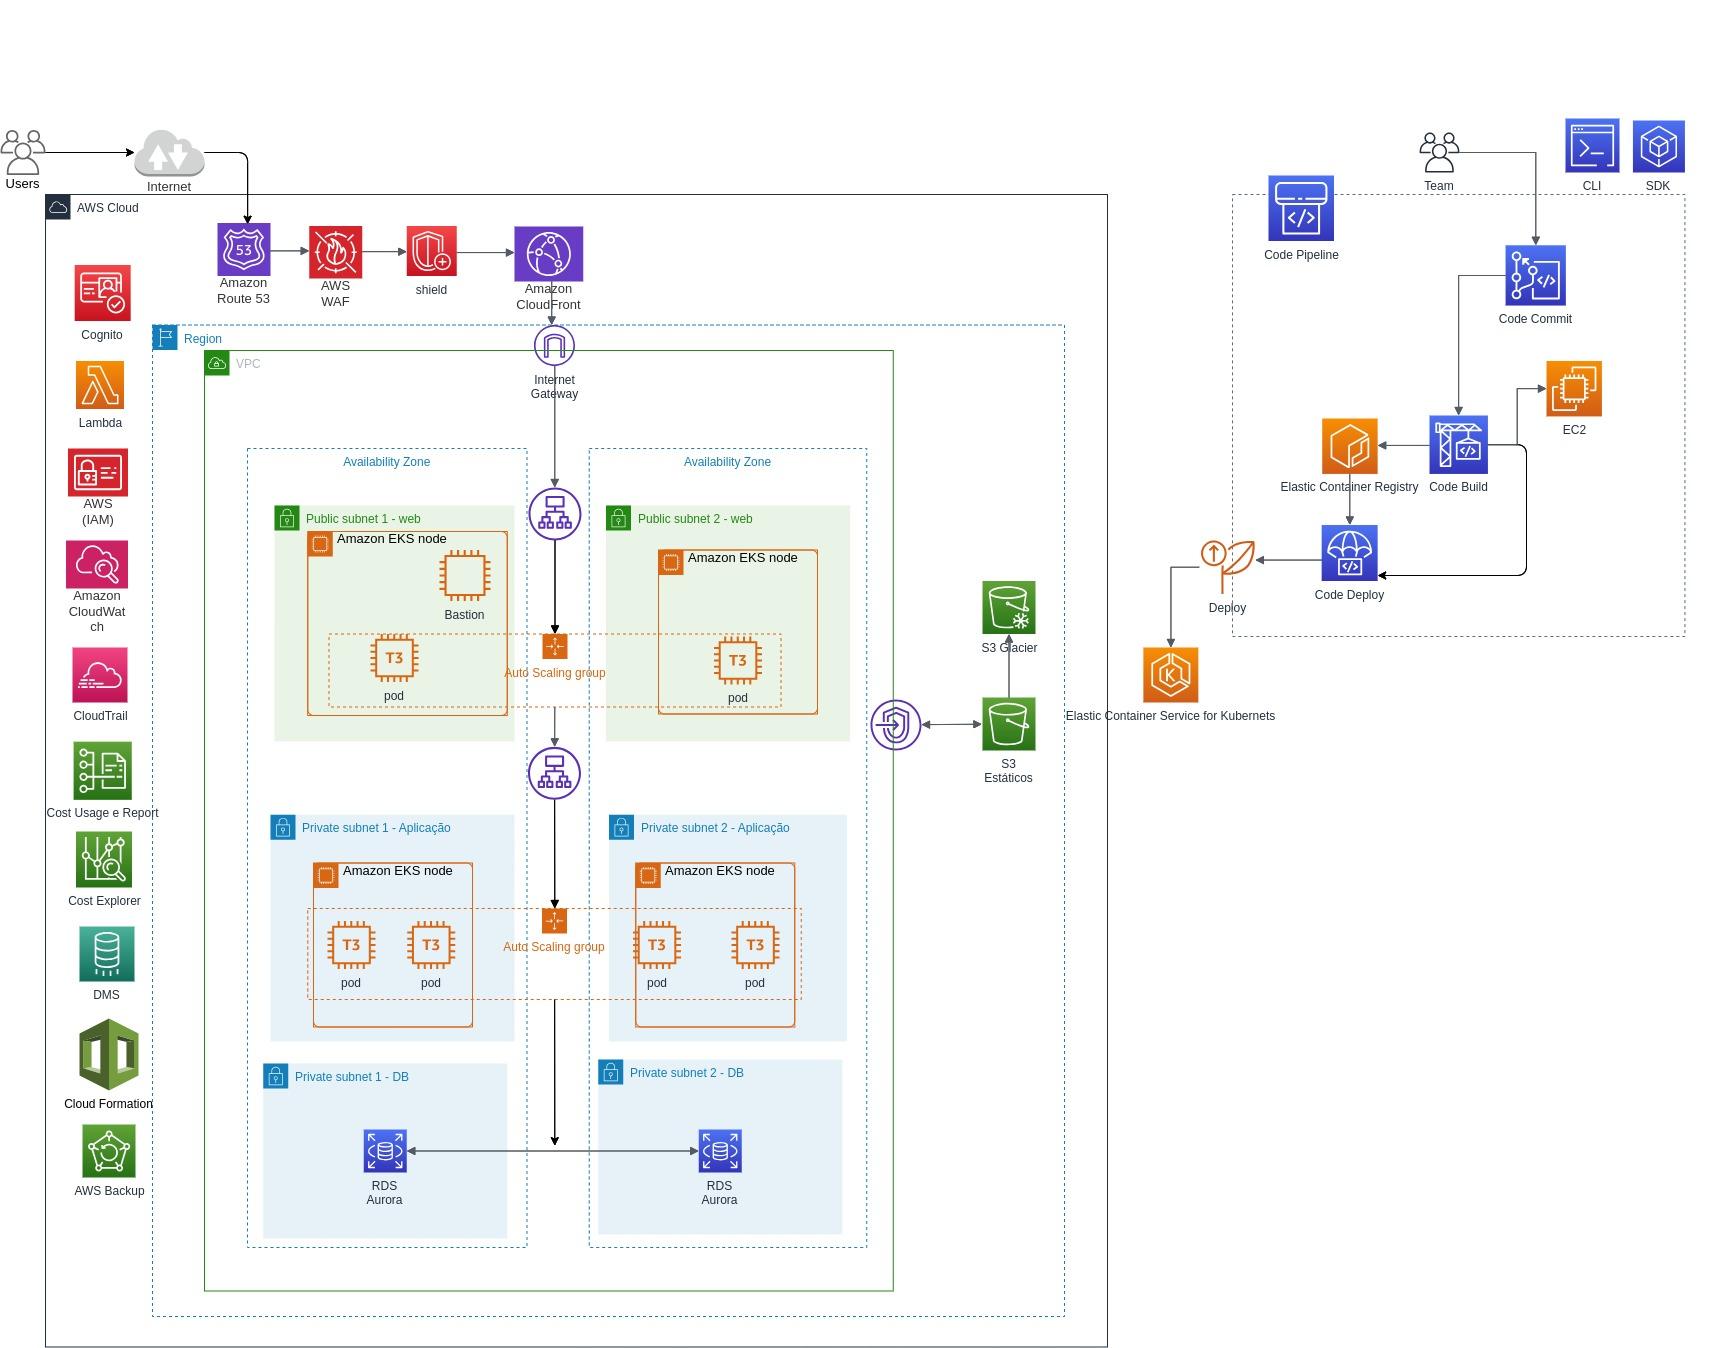 Users
Internet
AWS Cloud
53
Amazon
Route 53
AWS
WAF
shield
Amazon
CloudFront
Cognito
Lambda
AWS
(IAM)
Amazon
CloudWat
ch
CloudTrail
Cost Usage e Report
Cost Explorer
DMS
Cloud Formation
AWS Backup
Region
VPC
Internet
Gateway
Availability Zone
Availability Zone
Public subnet 1 - web
Amazon EKS node
Bastion
T3
pod
Auto Scaling group
Public subnet 2 - web
Amazon EKS node
T3
pod
Private subnet 1 - Aplicação
Amazon EKS node
T3
pod
T3
pod
Auto Scaling group
Private subnet 2 - Aplicação
Amazon EKS node
T3
pod
T3
pod
Private subnet 1 - DB
RDS
Aurora
Private subnet 2 - DB
RDS
Aurora
S3 Glacier
S3
Estáticos
Team
CLI
SDK
Code Pipeline
Code Commit
EC2
Elastic Container Registry
Code Build
Code Deploy
Deploy
K
Elastic Container Service for Kubernets